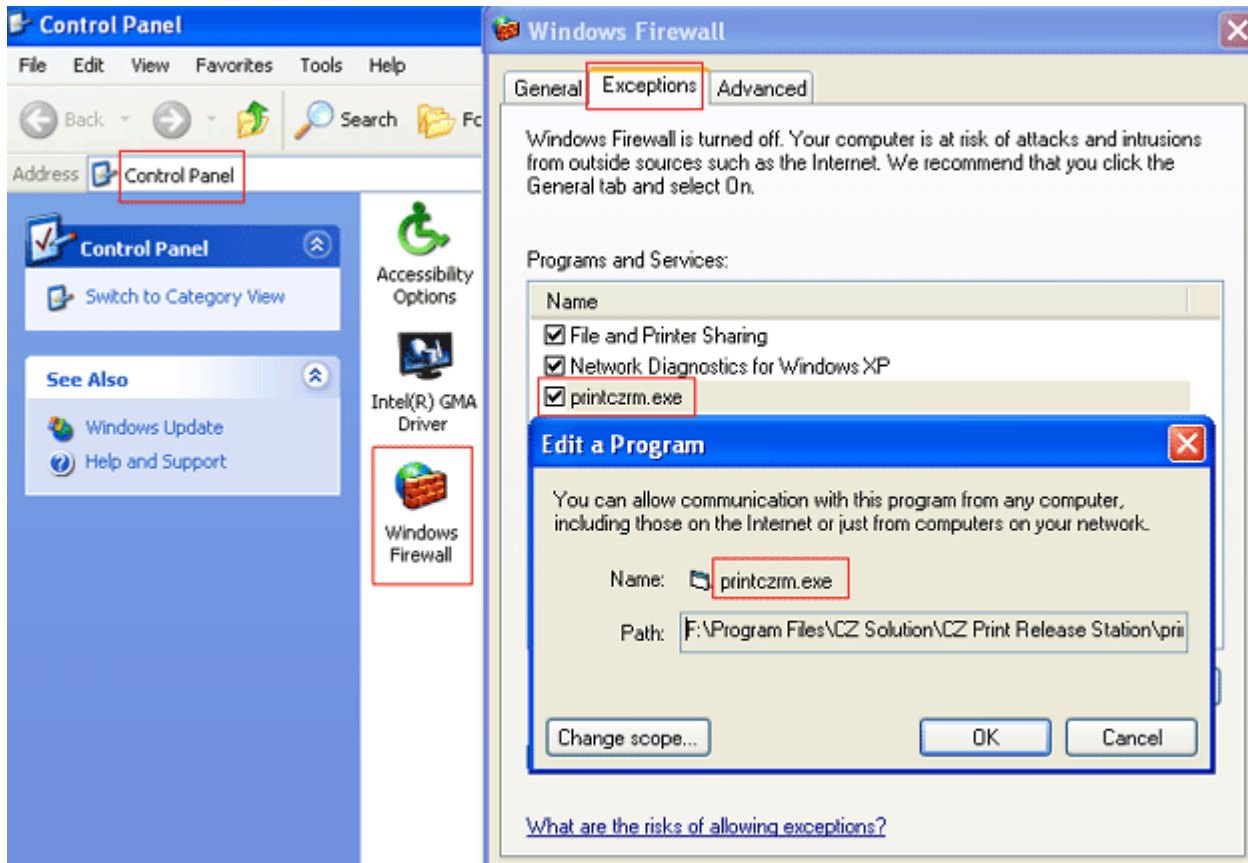 Control Panel
File Edit View Favorites Tools Help
Back Search
Address Control Panel
Control Panel
Switch to Category View
See Also
Windows Update
Help and Support
Accessibility
Options
Intel(R) GMA
Driver
Windows
Firewall
Windows Firewall
General Exceptions Advanced
Windows Firewall is turned off. Your computer is at risk of attacks and intrusions
from outside sources such as the Internet. We recommend that you click the
General tab and select On.
Programs and Services:
Name
File and Printer Sharing
Network Diagnostics for Windows XP
printczrm.exe
Edit a Program
You can allow communication with this program from any computer,
including those on the Internet or just from computers on your network.
Name: printczrm.exe
Path: F:\Program Files\CZ Solution\CZ Print Release Station\pri
Change scope... OK Cancel
What are the risks of allowing exceptions?